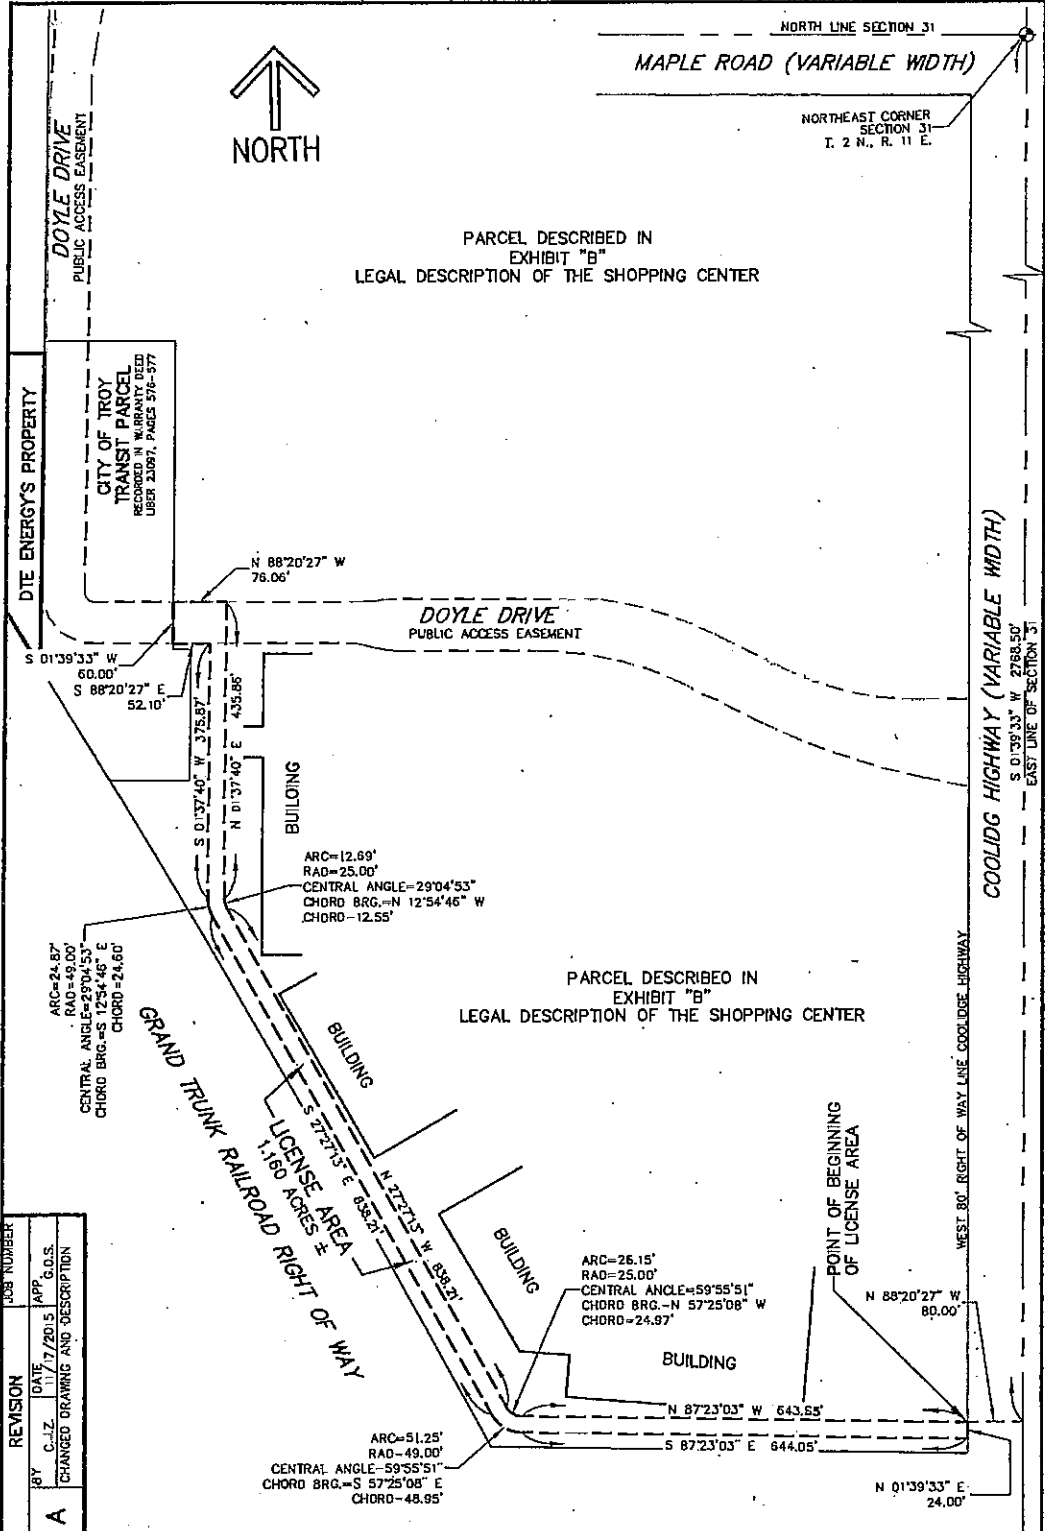 NORTH LINE SECTION 31
MAPLE ROAD (VARIABLE WIDTH)
NORTHEAST CORNER
SECTION 31
T. 2 N., R. 11 E.
NORTH
DOYLE DRIVE
PUBLIC ACCESS EASEMENT
PARCEL DESCRIBED IN
EXHIBIT "B"
LEGAL DESCRIPTION OF THE SHOPPING CENTER
DTE ENERGY'S PROPERTY
CITY OF TROY
TRANSIT PARCEL
RECORDED IN WARRANTY DEED
LIBER 23097, PAGES 576-577
N 88°20'27" W
76.06'
DOYLE DRIVE
PUBLIC ACCESS EASEMENT
S 01°39'33" W
60.00'
S 88°20'27" E
52.10'
S 01°37'40" W 375.87'
N 01°37'40" E 435.86'
BUILDING
COOLIDG HIGHWAY (VARIABLE WIDTH)
S 01°39'33" W 2768.50'
EAST LINE OF SECTION 31
ARC=12.69'
RAD=25.00'
CENTRAL ANGLE=29°04'53"
CHORD BRG.=N 12°54'46" W
CHORD-12.55'
ARC=24.87'
RAD=49.00'
CENTRAL ANGLE=29°04'53"
CHORD BRG.=S 12°54'46" E
CHORD=24.60'
PARCEL DESCRIBED IN
EXHIBIT "B"
LEGAL DESCRIPTION OF THE SHOPPING CENTER
GRAND TRUNK RAILROAD RIGHT OF WAY
BUILDING
LICENSE AREA
1.160 ACRES ±
S 27°27'13" E 838.21'
N 27°27'13" W 838.21'
BUILDING
WEST 80' RIGHT OF WAY LINE COOLIDGE HIGHWAY
POINT OF BEGINNING
OF LICENSE AREA
ARC=26.15'
RAD=25.00'
CENTRAL ANGLE=59°55'51"
CHORD BRG.-N 57°25'08" W
CHORD=24.97'
N 88°20'27" W
80.00'
BUILDING
N 87°23'03" W 643.65'
S 87°23'03" E 644.05'
ARC=51.25'
RAD-49.00'
CENTRAL ANGLE-59°55'51"
CHORD BRG.=S 57°25'08" E
CHORD-48.95'
N 01°39'33" E
24.00'
REVISION
JOB NUMBER
A
BY C.J.Z.
DATE 11/17/2015
APP. G.D.S.
CHANGED DRAWING AND DESCRIPTION